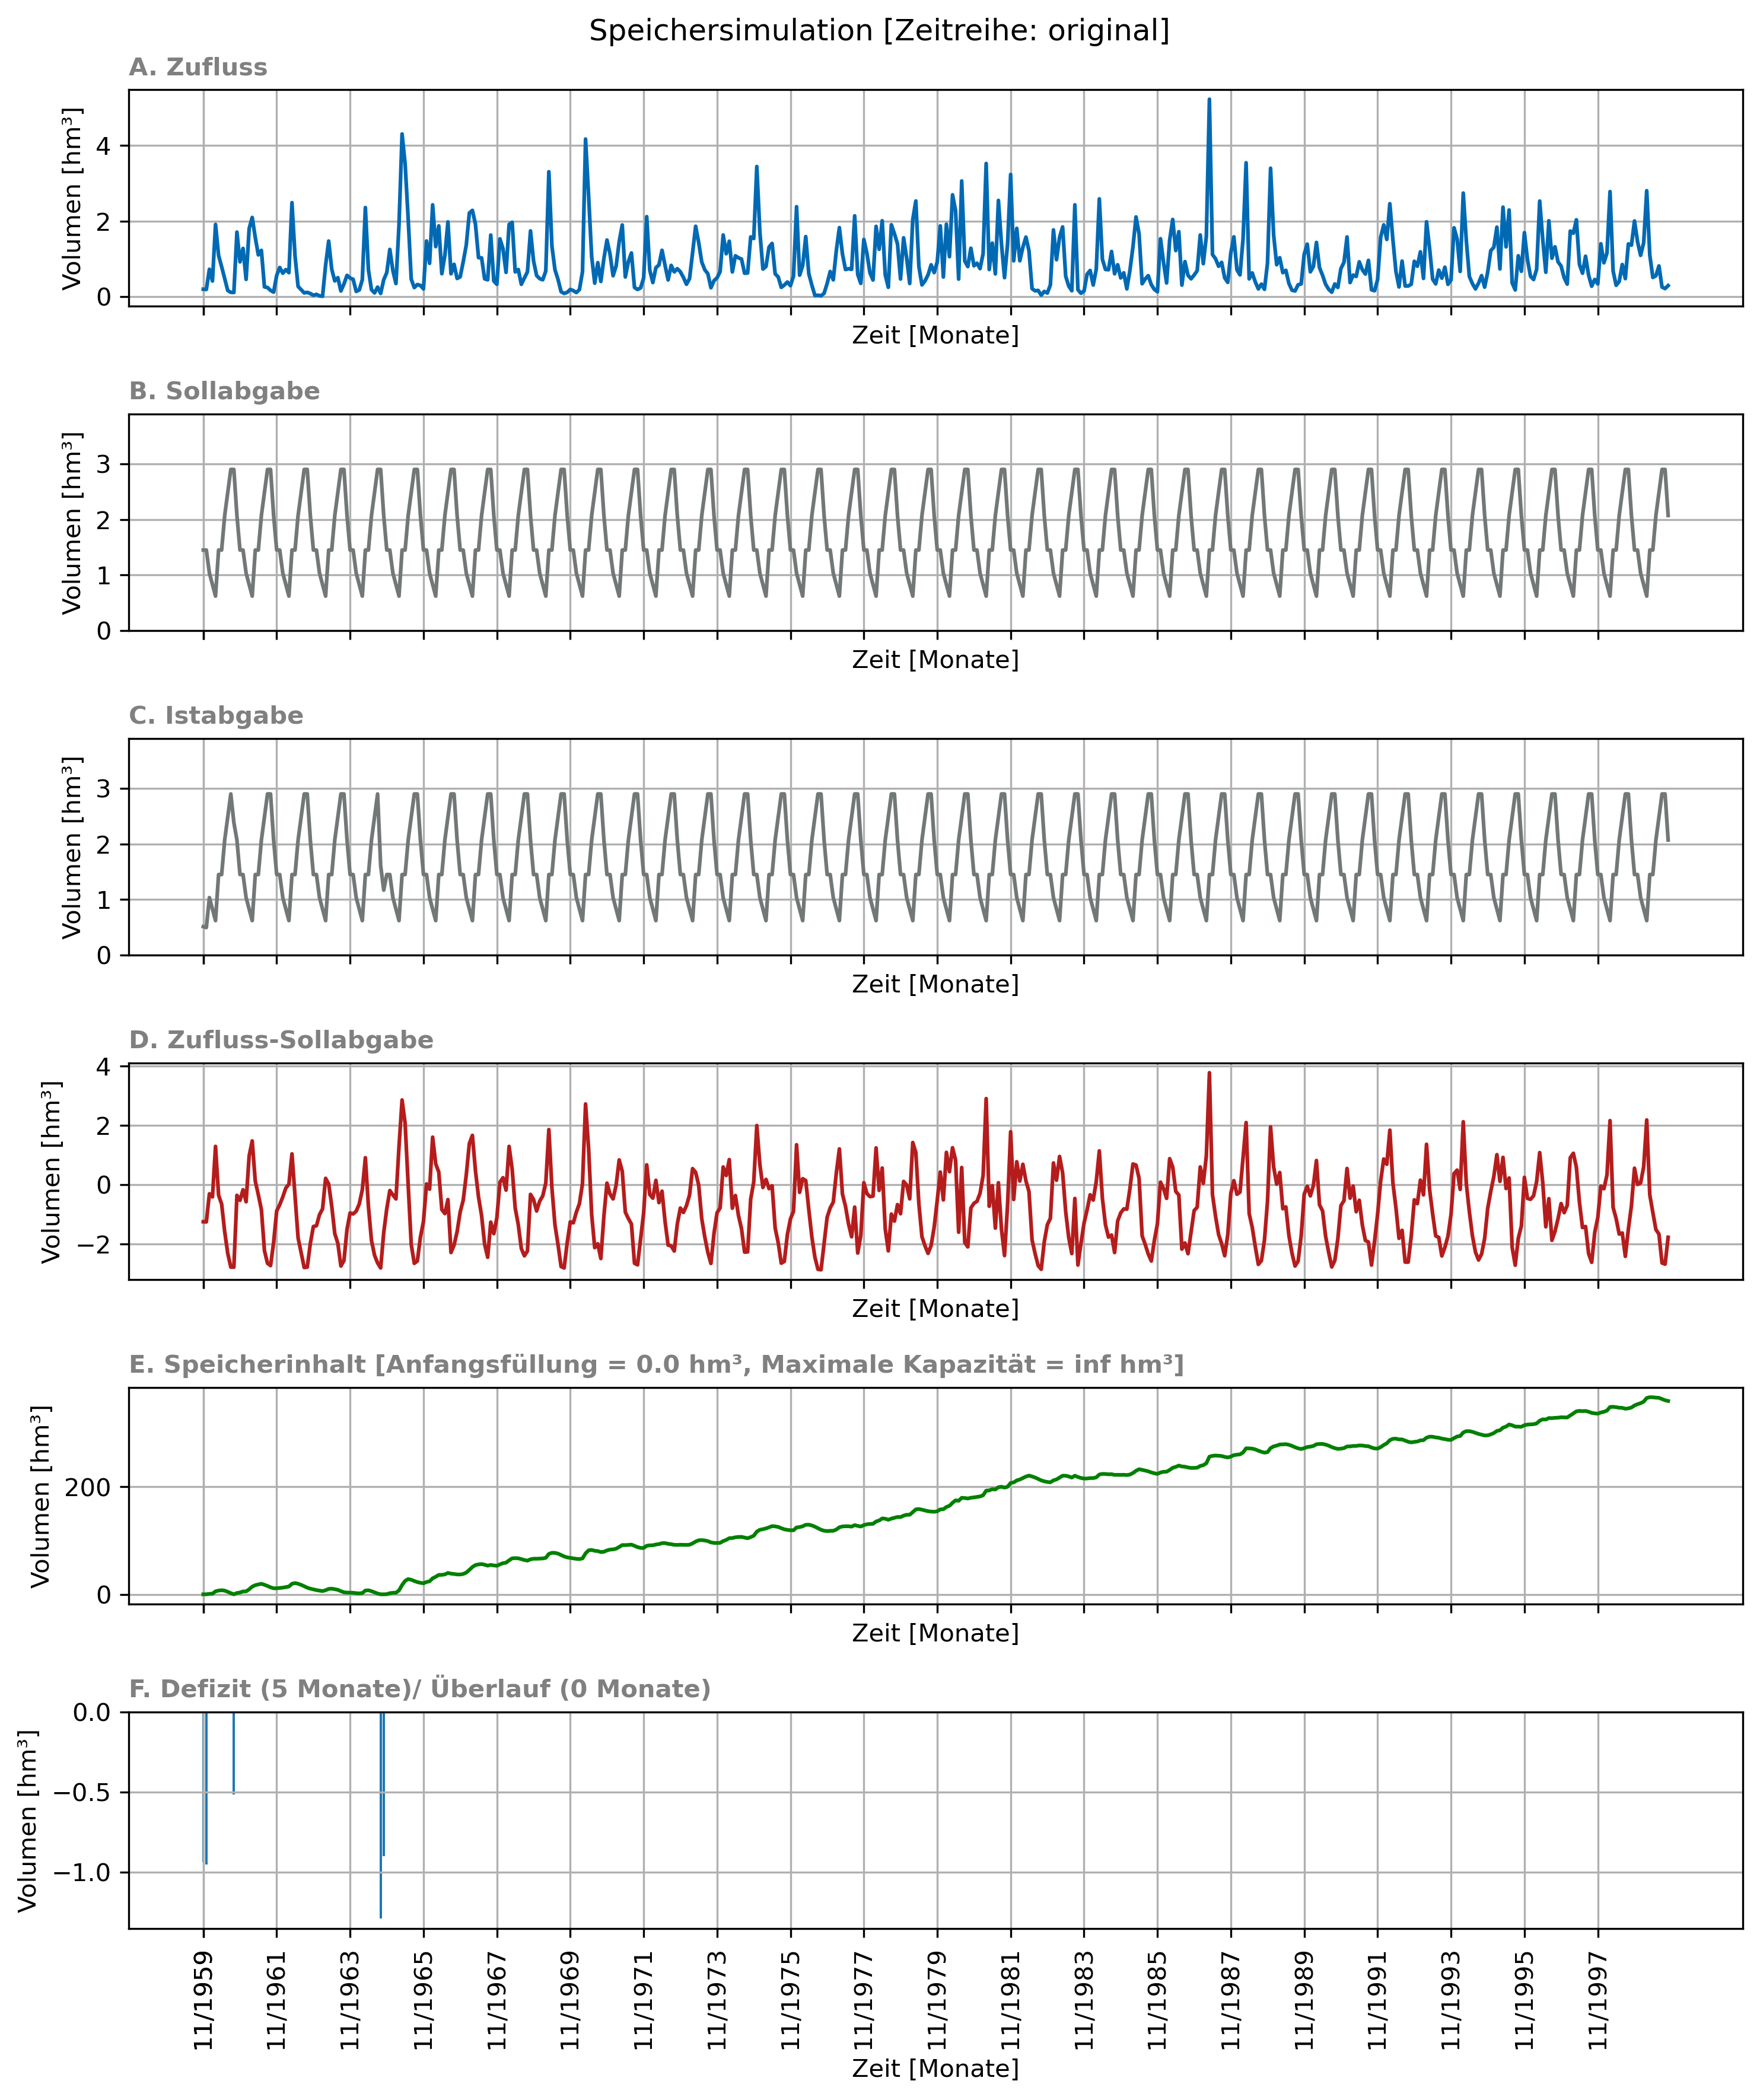 Speichersimulation [Zeitreihe: original]
A. Zufluss
Volumen [hm³]
4
2
0
Zeit [Monate]
B. Sollabgabe
Volumen [hm³]
3
2
1
0
Zeit [Monate]
C. Istabgabe
Volumen [hm³]
3
2
1
0
Zeit [Monate]
D. Zufluss-Sollabgabe
Volumen [hm³]
4
2
0
−2
Zeit [Monate]
E. Speicherinhalt [Anfangsfüllung = 0.0 hm³, Maximale Kapazität = inf hm³]
Volumen [hm³]
200
0
Zeit [Monate]
F. Defizit (5 Monate)/ Überlauf (0 Monate)
Volumen [hm³]
0.0
−0.5
−1.0
11/1959
11/1961
11/1963
11/1965
11/1967
11/1969
11/1971
11/1973
11/1975
11/1977
11/1979
11/1981
11/1983
11/1985
11/1987
11/1989
11/1991
11/1993
11/1995
11/1997
Zeit [Monate]